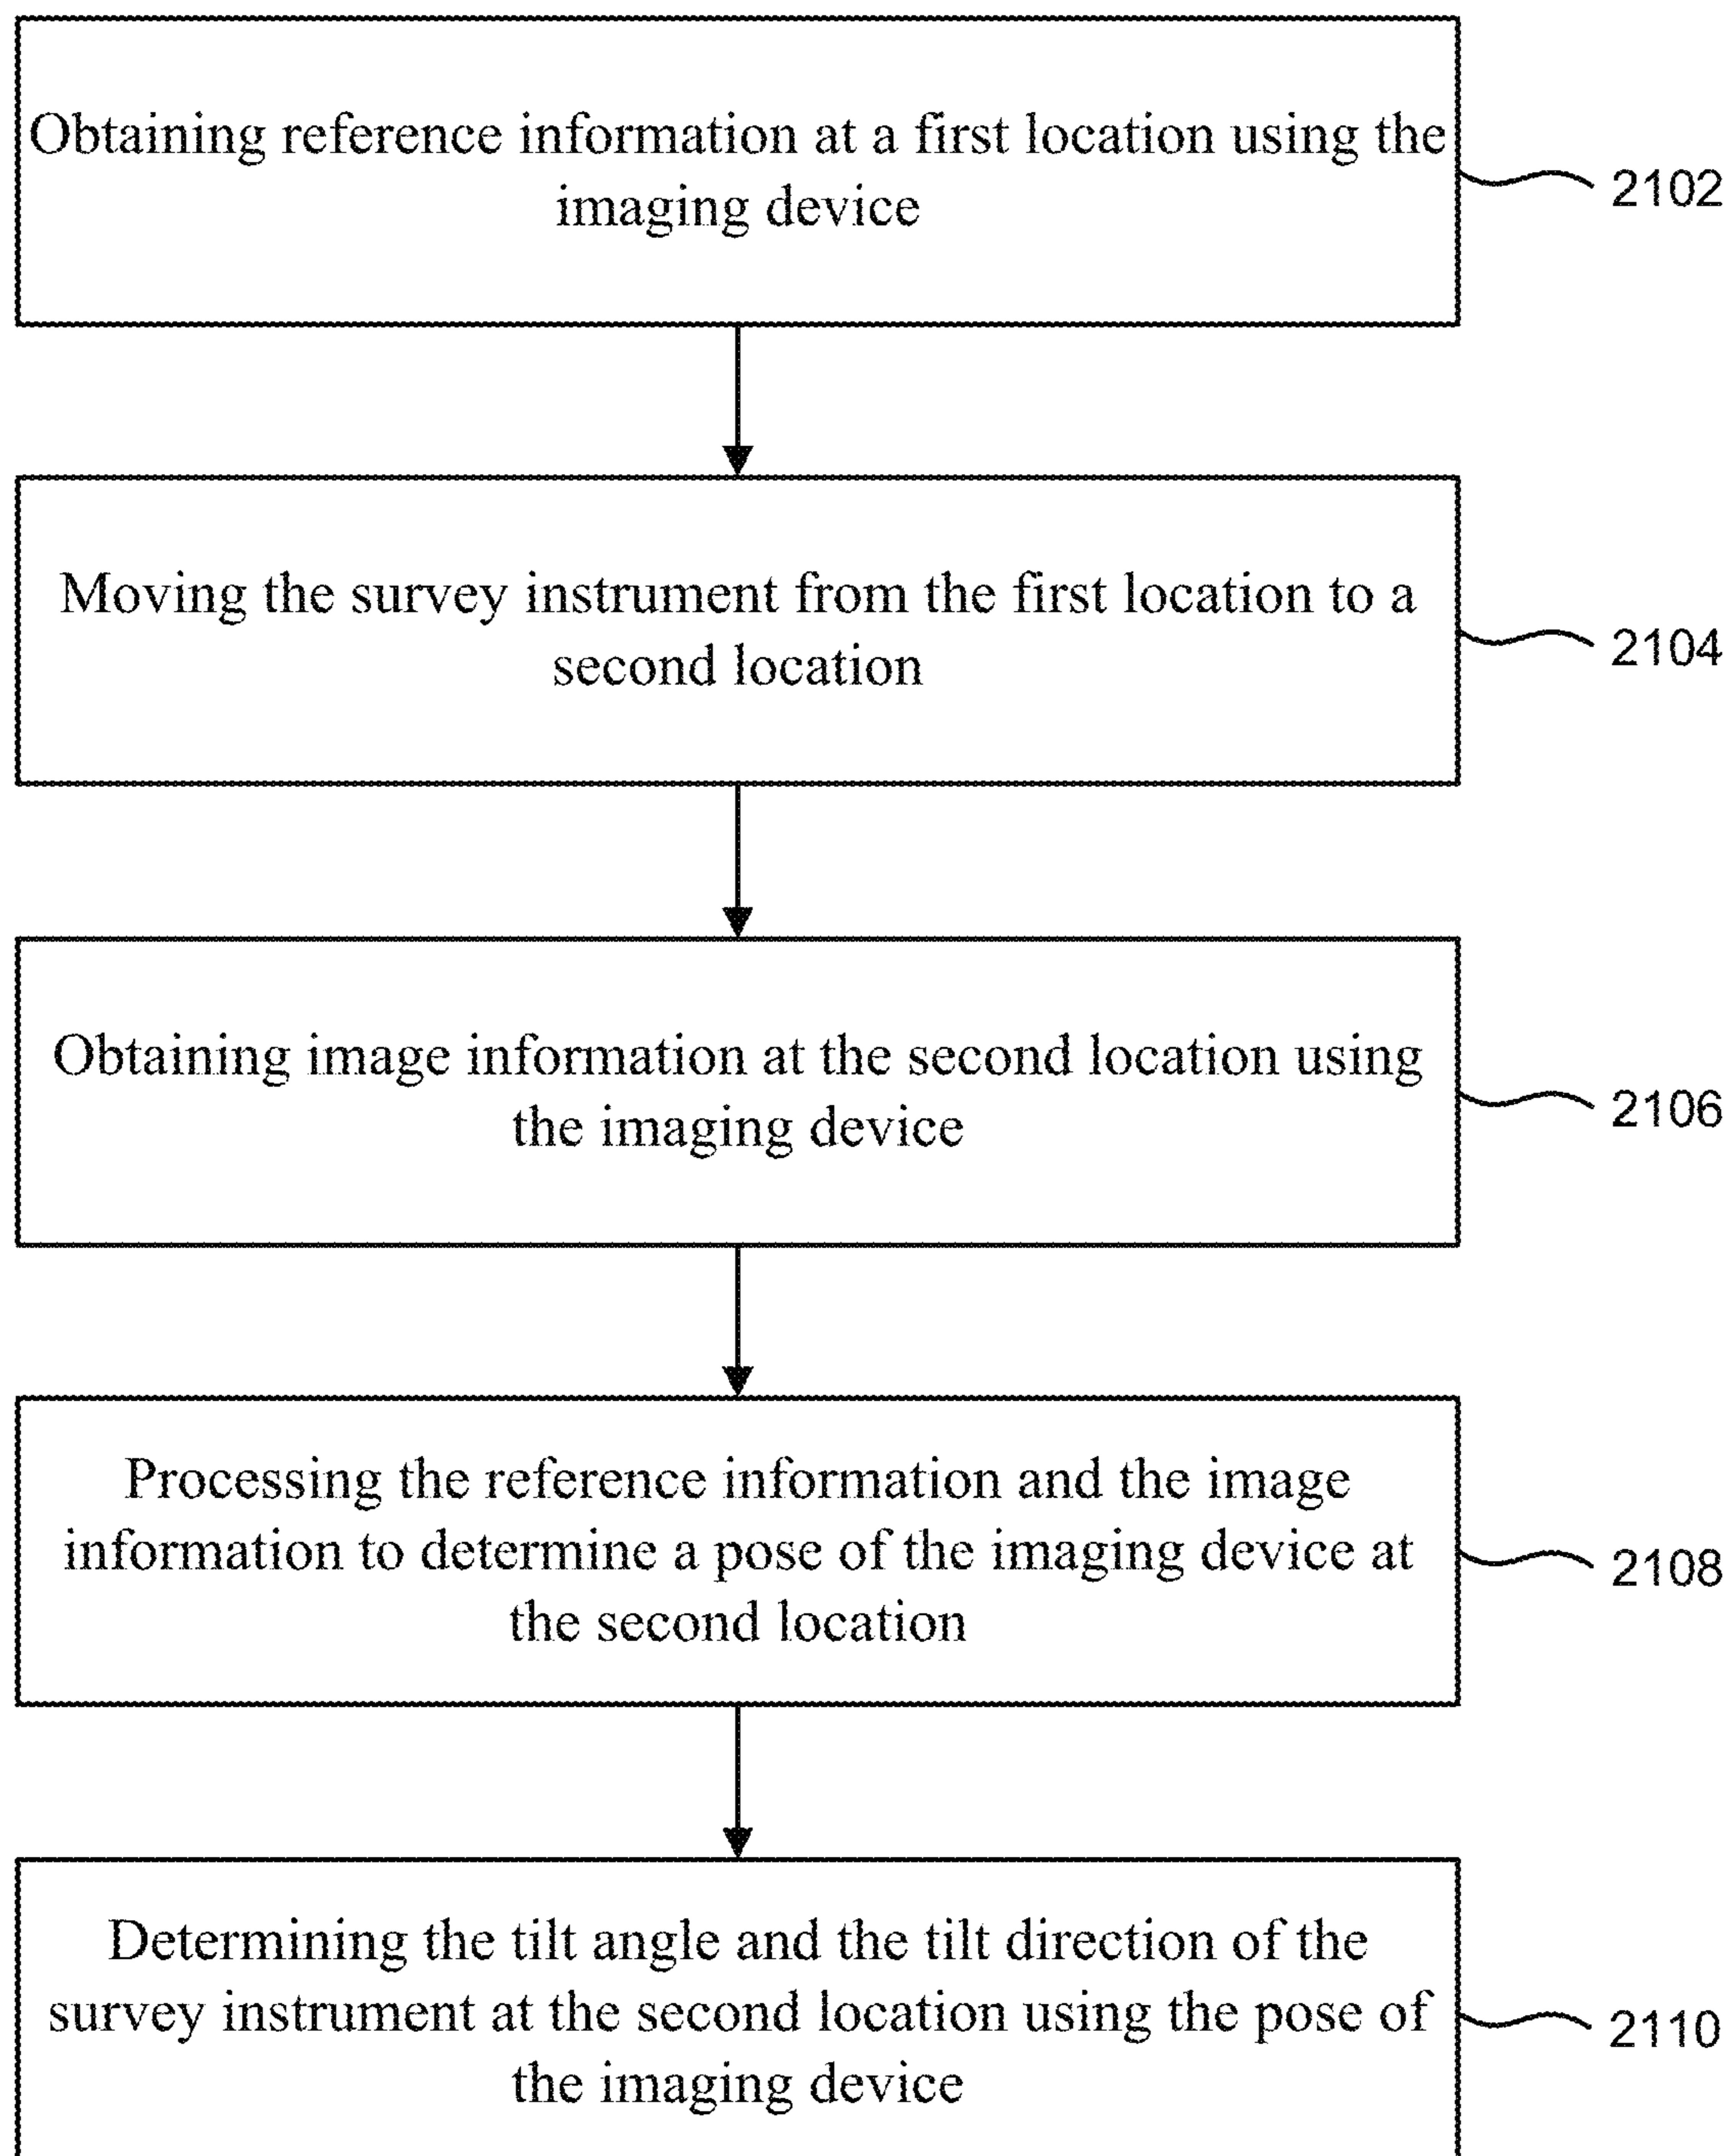 Obtaining reference information at a first location using the
imaging device
2102
Moving the survey instrument from the first location to a
second location
2104
Obtaining image information at the second location using
the imaging device
2106
Processing the reference information and the image
information to determine a pose of the imaging device at
the second location
2108
Determining the tilt angle and the tilt direction of the
survey instrument at the second location using the pose of
the imaging device
2110